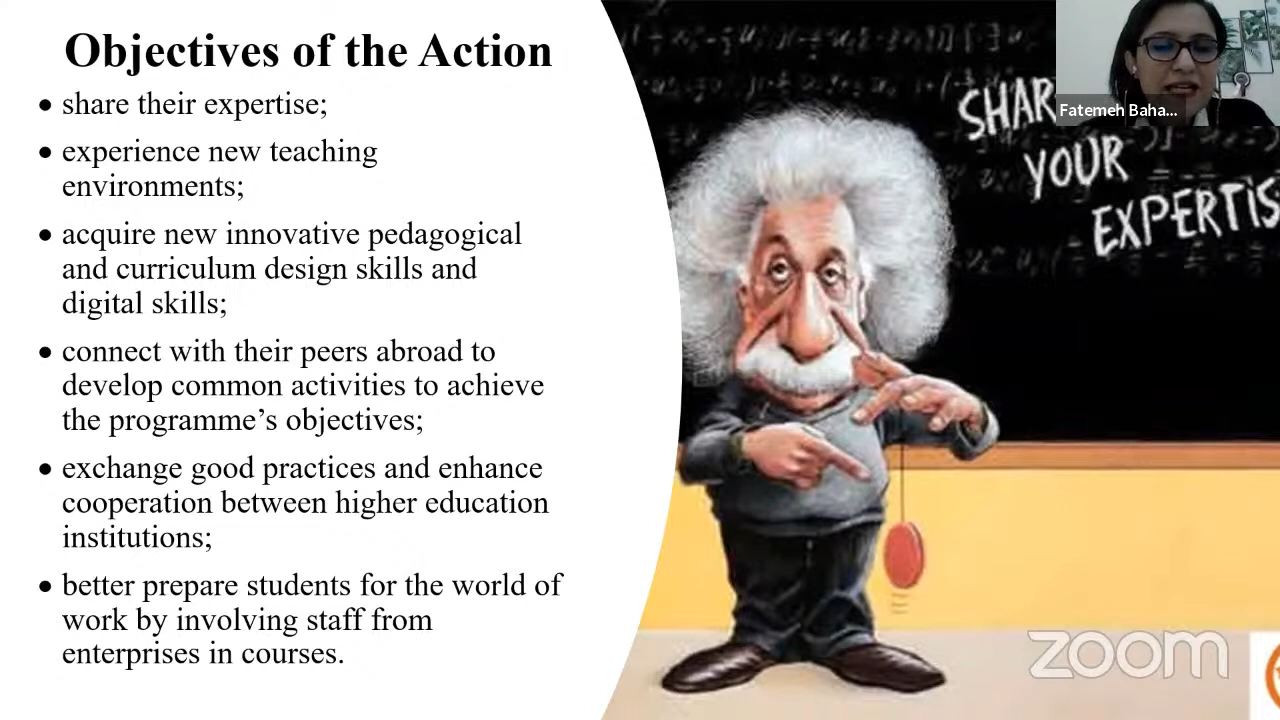 Objectives of the Action
• share their expertise;
• experience new teaching
environments;
• acquire new innovative pedagogical
and curriculum design skills and
digital skills;
• connect with their peers abroad to
develop common activities to achieve
the programme’s objectives;
• exchange good practices and enhance
cooperation between higher education
institutions;
• better prepare students for the world of
work by involving staff from
enterprises in courses.
SHAR
YOUR
EXPERTIS
Fatemeh Baha...
zoom